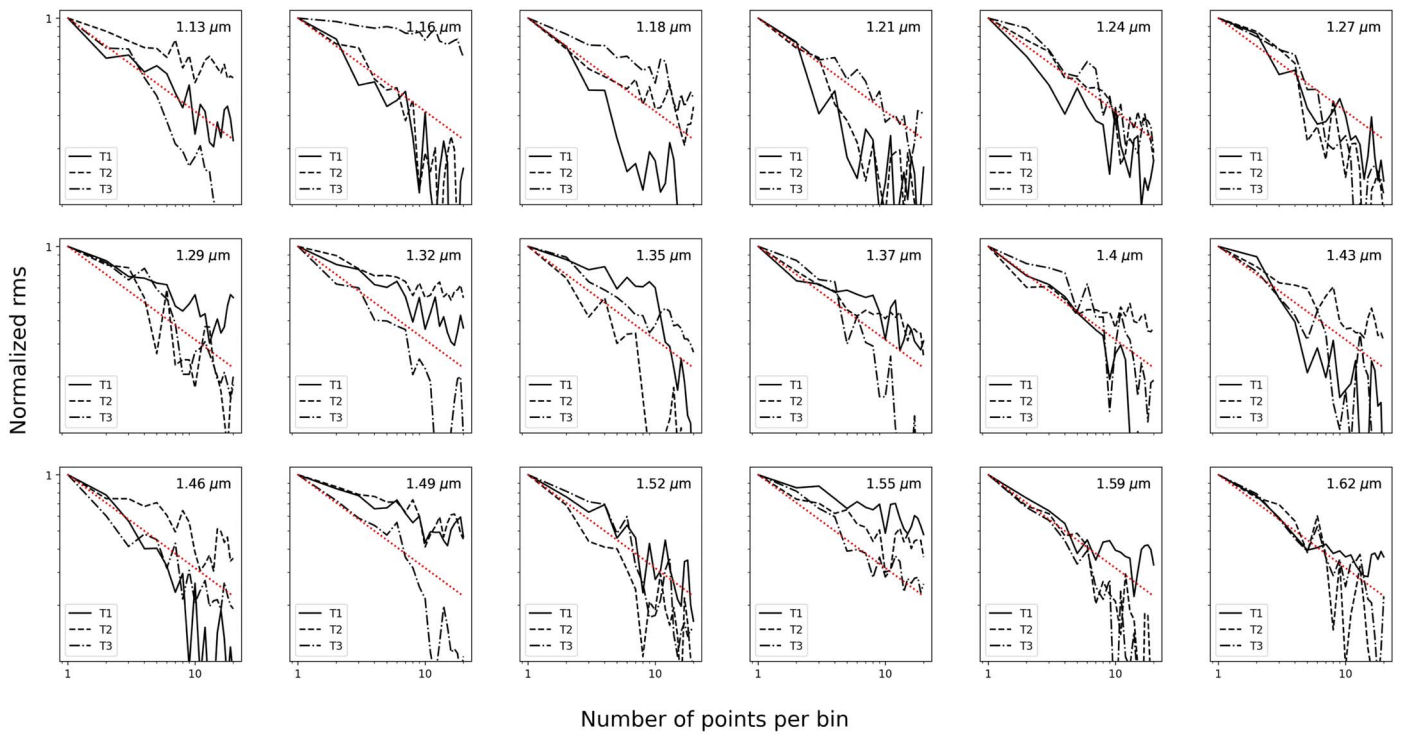 1
1.13 μm
T1
T2
T3
1.16 μm
T1
T2
T3
1.18 μm
T1
T2
T3
1.21 μm
T1
T2
T3
1.24 μm
T1
T2
T3
1.27 μm
T1
T2
T3
Normalized rms
1
1.29 μm
T1
T2
T3
1.32 μm
T1
T2
T3
1.35 μm
T1
T2
T3
1.37 μm
T1
T2
T3
1.4 μm
T1
T2
T3
1.43 μm
T1
T2
T3
1
1.46 μm
T1
T2
T3
1 10
1.49 μm
T1
T2
T3
1 10
1.52 μm
T1
T2
T3
1 10
1.55 μm
T1
T2
T3
1 10
1.59 μm
T1
T2
T3
1 10
1.62 μm
T1
T2
T3
1 10
Number of points per bin